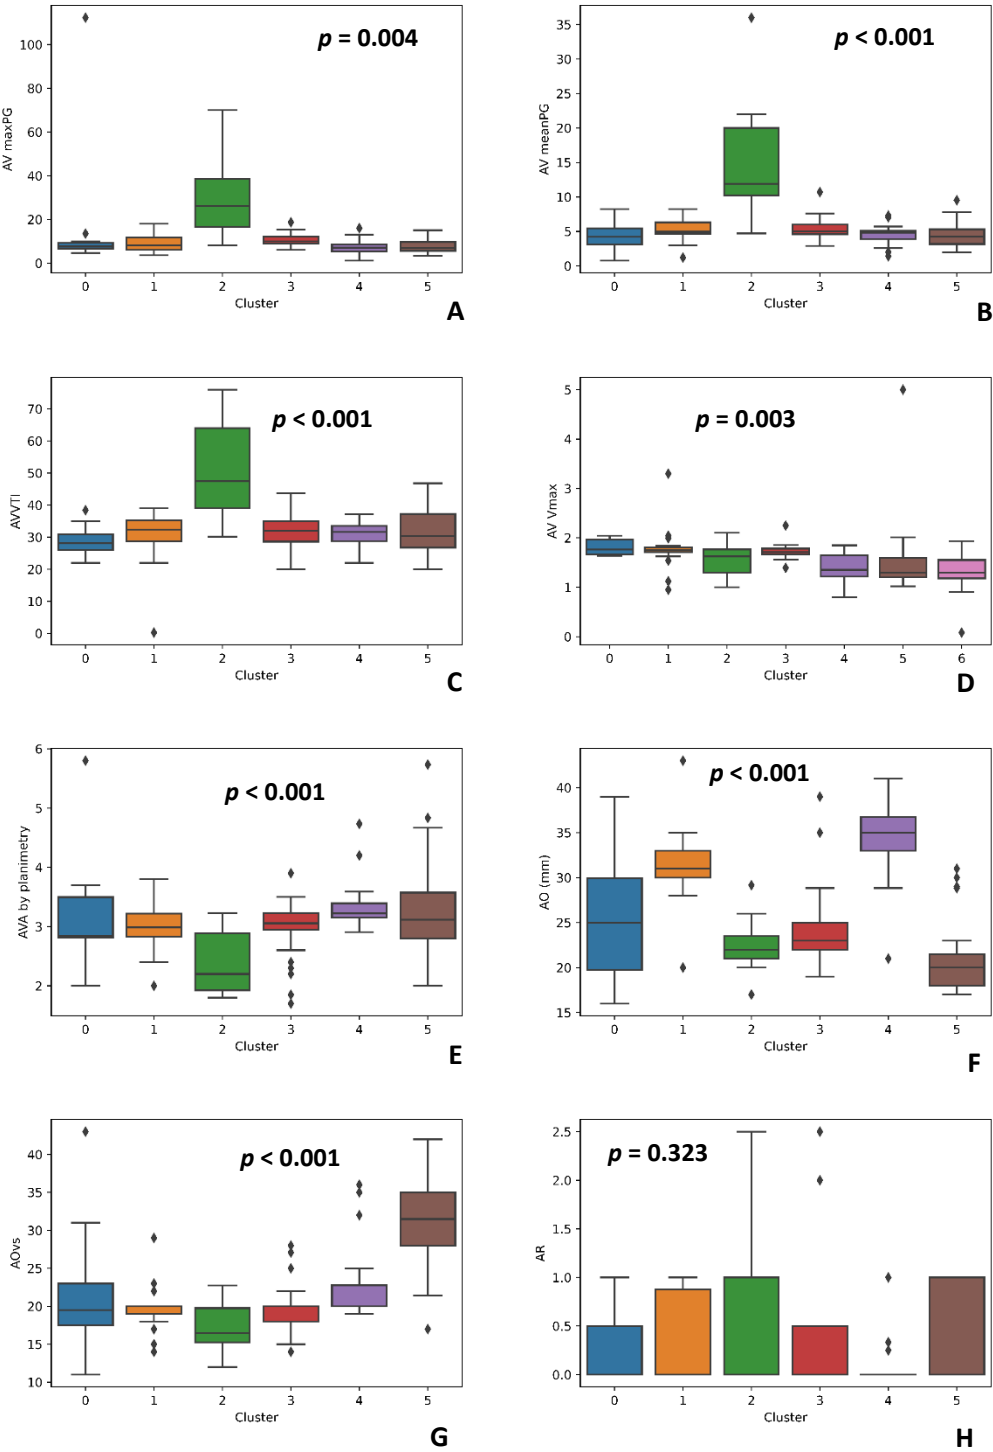 p = 0.004
AV maxPG
100
80
60
40
20
0
0 1 2 3 4 5
Cluster
A
p < 0.001
AV meanPG
35
30
25
20
15
10
5
0
0 1 2 3 4 5
Cluster
B
p < 0.001
AVVTI
70
60
50
40
30
20
10
0
0 1 2 3 4 5
Cluster
C
p = 0.003
AV Vmax
5
4
3
2
1
0
0 1 2 3 4 5 6
Cluster
D
p < 0.001
AVA by planimetry
6
5
4
3
2
0 1 2 3 4 5
Cluster
E
p < 0.001
AO (mm)
40
35
30
25
20
15
0 1 2 3 4 5
Cluster
F
p < 0.001
AOvs
40
35
30
25
20
15
10
0 1 2 3 4 5
Cluster
G
p = 0.323
AR
2.5
2.0
1.5
1.0
0.5
0.0
0 1 2 3 4 5
Cluster
H